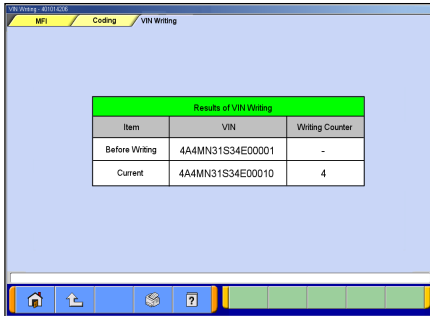 VIN Writing - 401014206
MFI Coding VIN Writing
Results of VIN Writing
Item VIN Writing Counter
Before Writing 4A4MN31S34E00001 -
Current 4A4MN31S34E00010 4
?